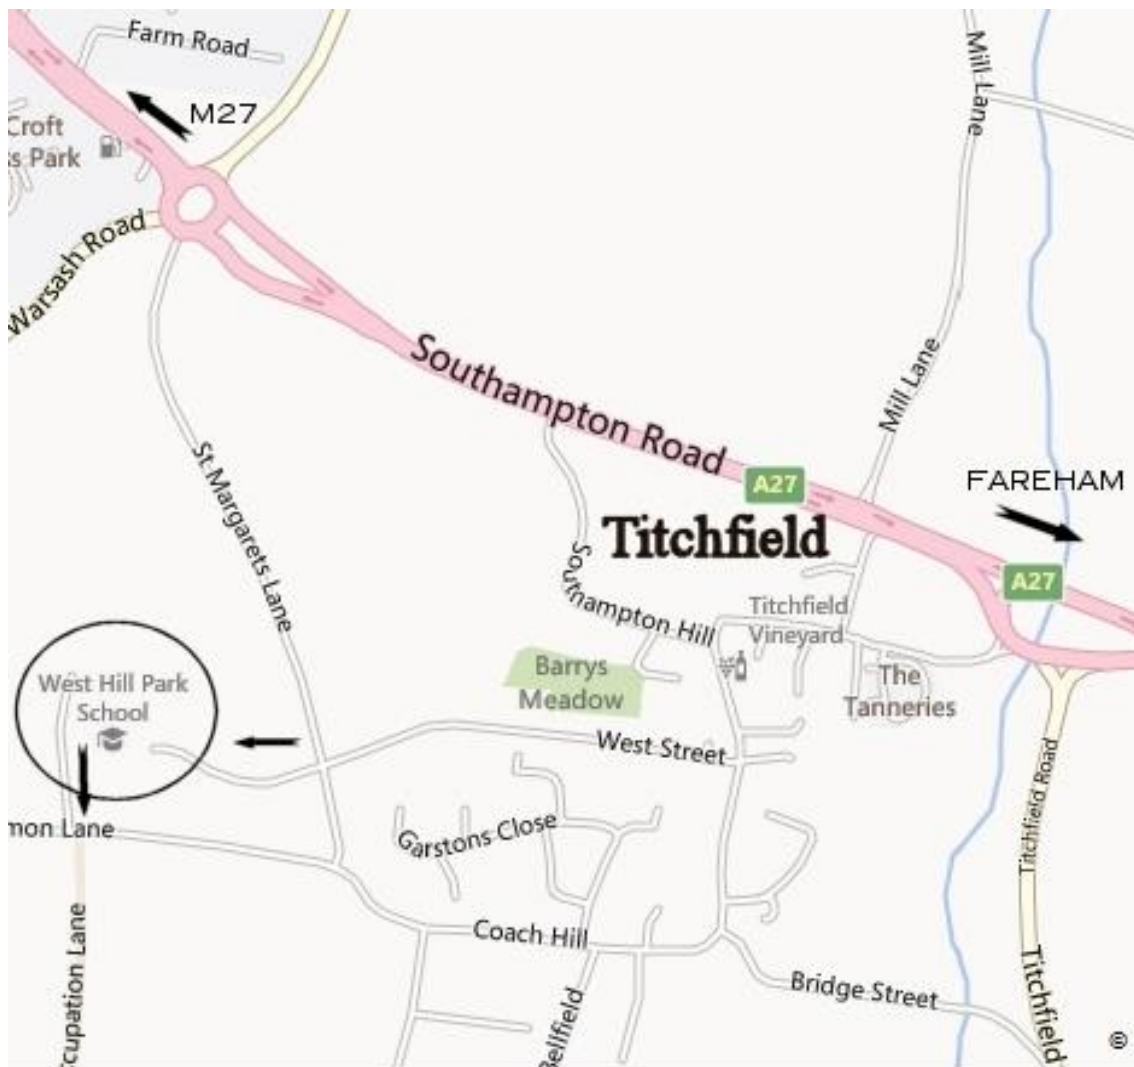 Farm Road
Mill Lane
M27
Croft
s Park
Warsash Road
Southampton Road
Mill Lane
A27
FAREHAM
St Margarets Lane
Titchfield
Southampton Hill
A27
Titchfield
Vineyard
Barrys
Meadow
The
Tanneries
West Hill Park
School
West Street
Titchfield Road
mon Lane
Garstons Close
Coach Hill
Bridge Street
ccupation Lane
Bellfield
Titchfield
©